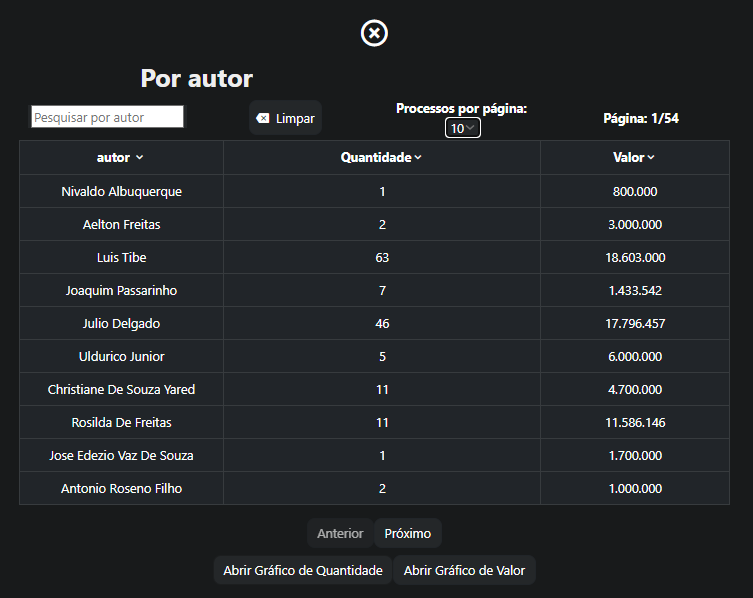 Por autor
Pesquisar por autor
Limpar
Processos por página:
10
Página: 1/54
autor Quantidade Valor
Nivaldo Albuquerque 1 800.000
Aelton Freitas 2 3.000.000
Luis Tibe 63 18.603.000
Joaquim Passarinho 7 1.433.542
Julio Delgado 46 17.796.457
Uldurico Junior 5 6.000.000
Christiane De Souza Yared 11 4.700.000
Rosilda De Freitas 11 11.586.146
Jose Edezio Vaz De Souza 1 1.700.000
Antonio Roseno Filho 2 1.000.000
Anterior Próximo
Abrir Gráfico de Quantidade Abrir Gráfico de Valor